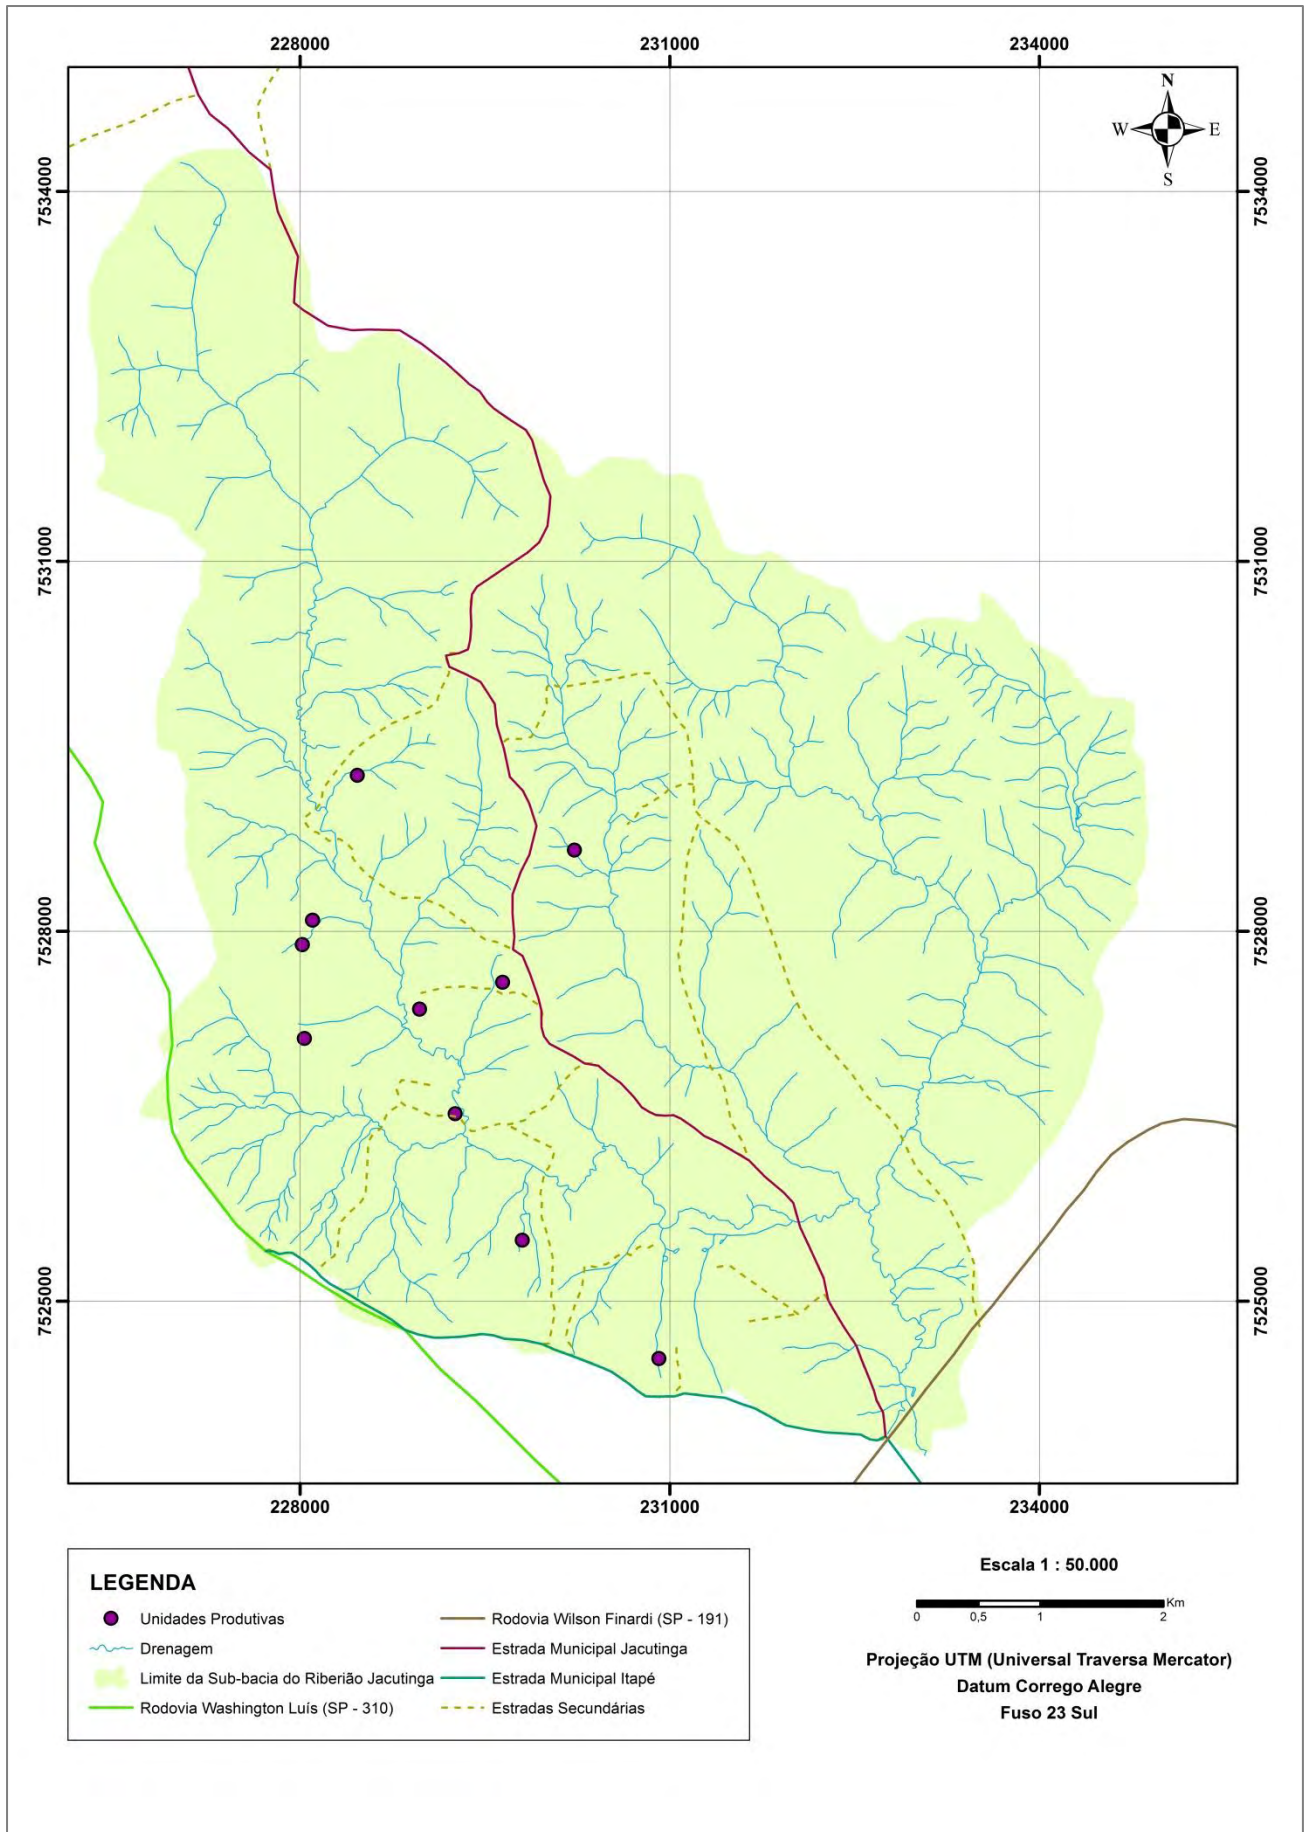 228000 231000 234000
N
W E
S
7534000 7534000
7531000 7531000
7528000 7528000
7525000 7525000
228000 231000 234000
LEGENDA
Unidades Produtivas
Drenagem
Limite da Sub-bacia do Riberião Jacutinga
Rodovia Washington Luís (SP - 310)
Rodovia Wilson Finardi (SP - 191)
Estrada Municipal Jacutinga
Estrada Municipal Itapé
Estradas Secundárias
Escala 1 : 50.000
Km
0 0,5 1 2
Projeção UTM (Universal Traversa Mercator)
Datum Corrego Alegre
Fuso 23 Sul